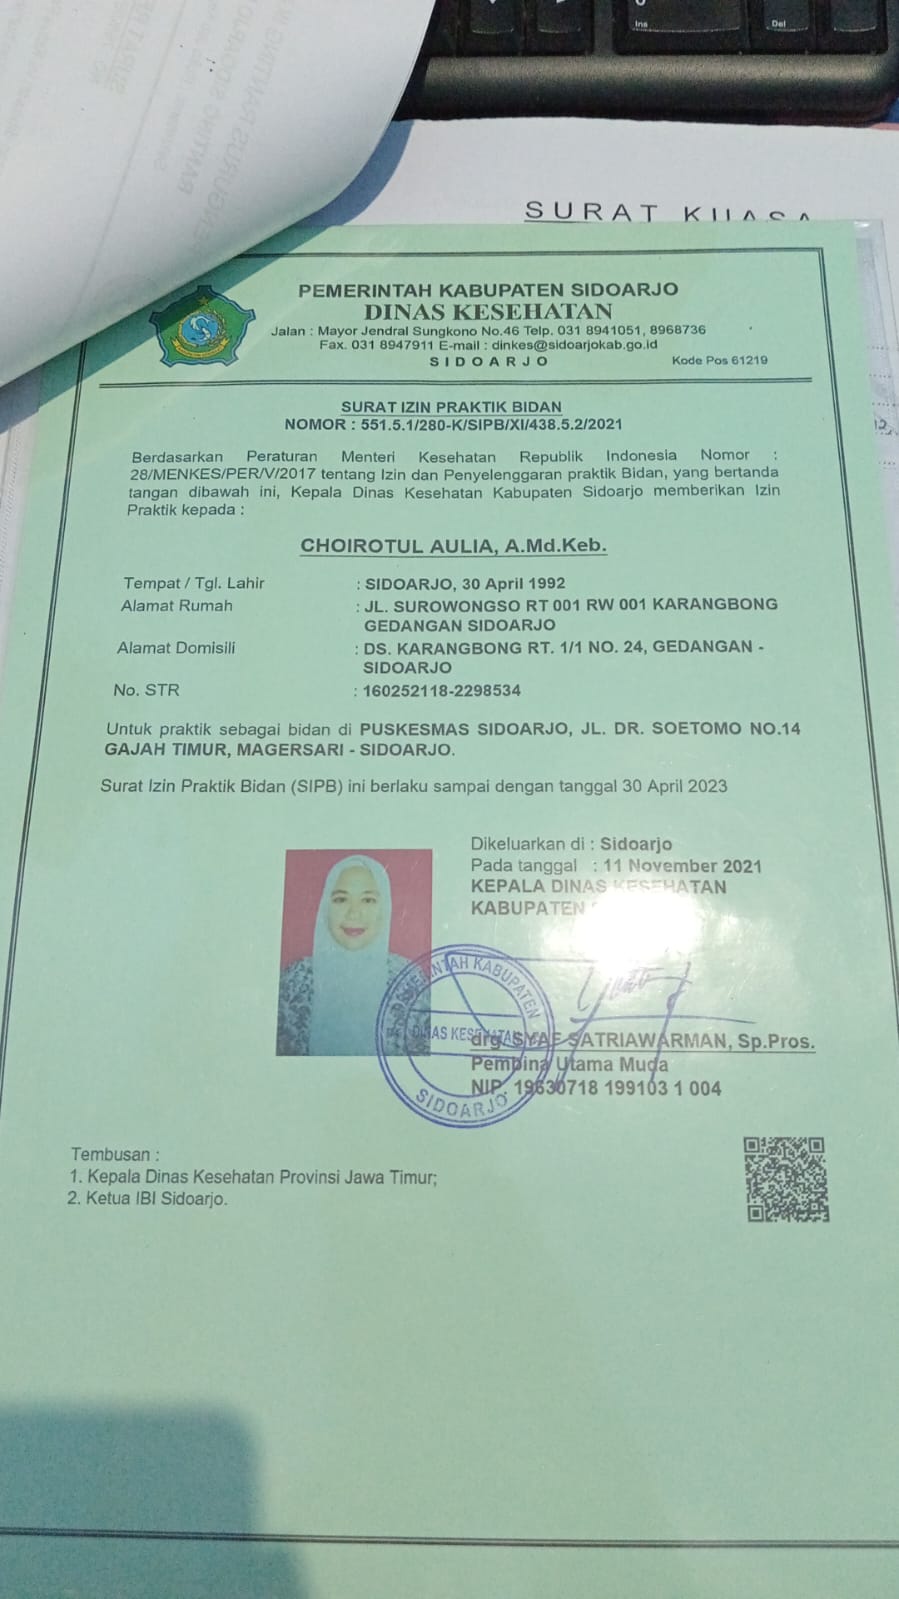 Ins
Del
SURAT KUASA
PEMERINTAH KABUPATEN SIDOARJO
DINAS KESEHATAN
Jalan : Mayor Jendral Sungkono No.46 Telp. 031 8941051, 8968736
Fax. 031 8947911 E-mail : dinkes@sidoarjokab.go.id
SIDOARJO
Kode Pos 61219
SURAT IZIN PRAKTIK BIDAN
NOMOR : 551.5.1/280-K/SIPB/XI/438.5.2/2021
Berdasarkan Peraturan Menteri Kesehatan Republik Indonesia Nomor :
28/MENKES/PER/V/2017 tentang Izin dan Penyelenggaran praktik Bidan, yang bertanda
tangan dibawah ini, Kepala Dinas Kesehatan Kabupaten Sidoarjo memberikan Izin
Praktik kepada :
CHOIROTUL AULIA, A.Md.Keb.
Tempat / Tgl. Lahir : SIDOARJO, 30 April 1992
Alamat Rumah : JL. SUROWONGSO RT 001 RW 001 KARANGBONG
GEDANGAN SIDOARJO
Alamat Domisili : DS. KARANGBONG RT. 1/1 NO. 24, GEDANGAN -
SIDOARJO
No. STR : 160252118-2298534
Untuk praktik sebagai bidan di PUSKESMAS SIDOARJO, JL. DR. SOETOMO NO.14
GAJAH TIMUR, MAGERSARI - SIDOARJO.
Surat Izin Praktik Bidan (SIPB) ini berlaku sampai dengan tanggal 30 April 2023
Dikeluarkan di : Sidoarjo
Pada tanggal : 11 November 2021
KEPALA DINAS KESEHATAN
KABUPATEN
PEMERINTAH KABUPATEN
DINAS KESEHATAN
SIDOARJO
drg. SYAF SATRIAWARMAN, Sp.Pros.
Pembina Utama Muda
NIP. 19630718 199103 1 004
Tembusan :
1. Kepala Dinas Kesehatan Provinsi Jawa Timur;
2. Ketua IBI Sidoarjo.